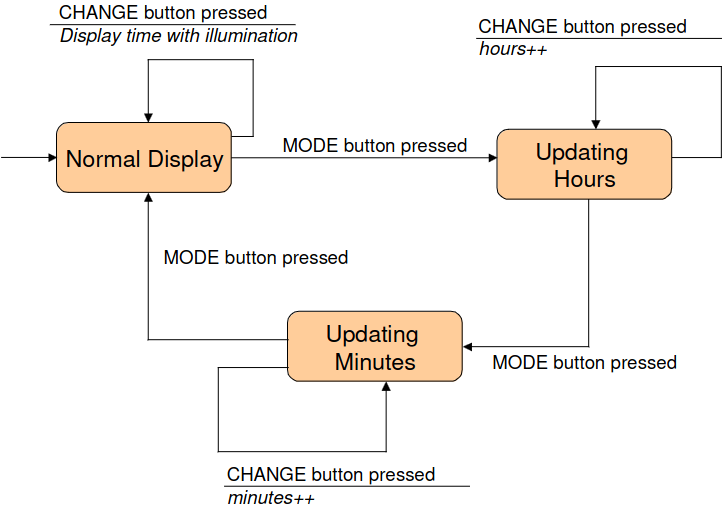 CHANGE button pressed
Display time with illumination
CHANGE button pressed
hours++
Normal Display
MODE button pressed
Updating
Hours
MODE button pressed
Updating
Minutes
MODE button pressed
CHANGE button pressed
minutes++